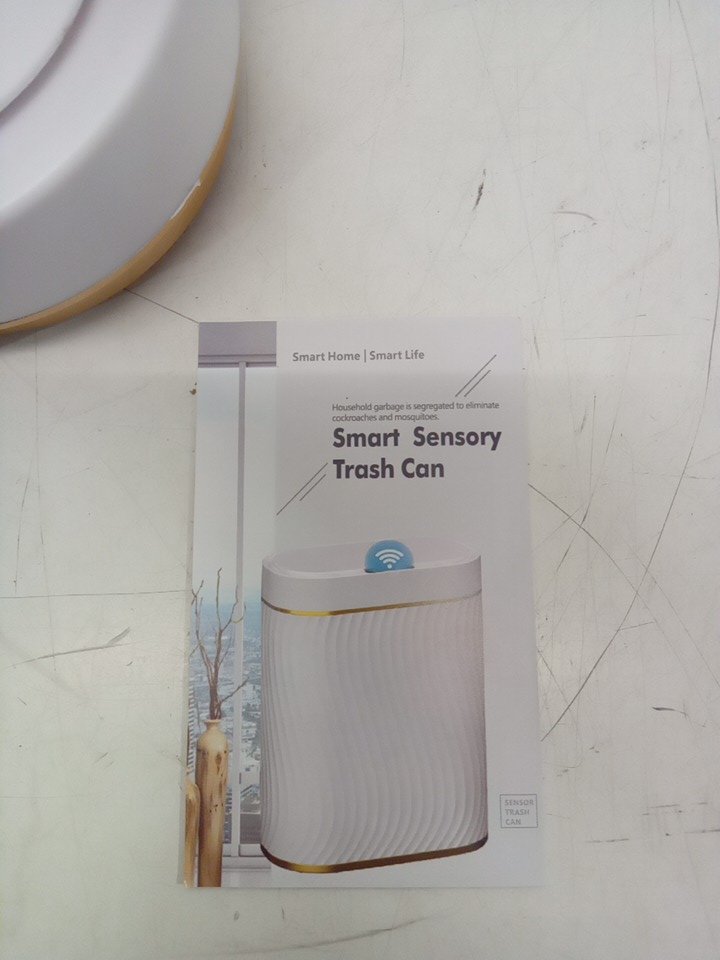 Smart Home | Smart Life
Household garbage is segregated to eliminate
cockroaches and mosquitoes.
Smart Sensory
Trash Can
SENSOR
TRASH
CAN